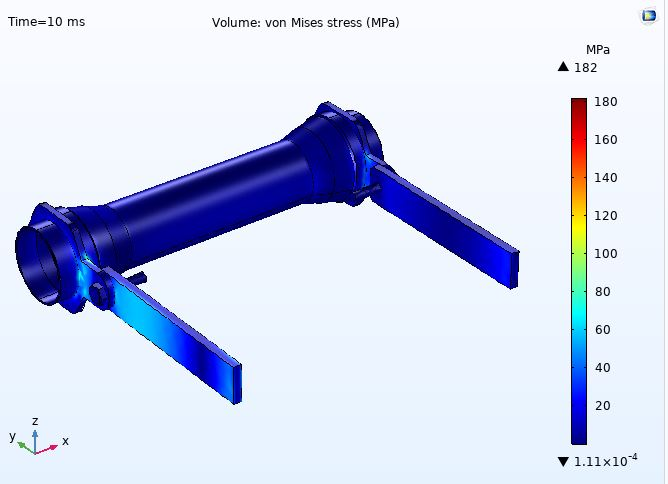 Time=10 ms
Volume: von Mises stress (MPa)
MPa
▲ 182
180
160
140
120
100
80
60
40
20
▼ 1.11×10⁻⁴
z
y
x